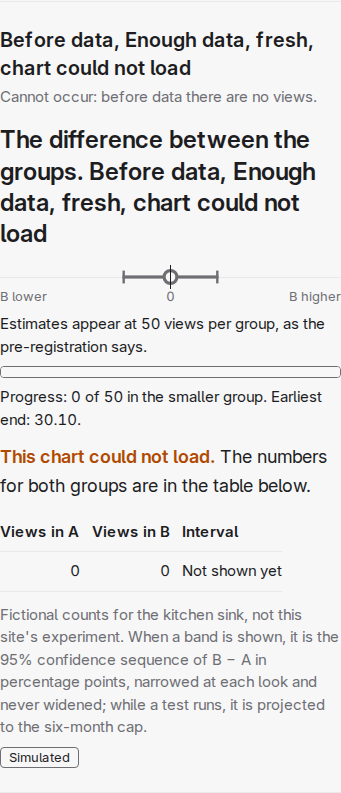 Before data, Enough data, fresh,
chart could not load
Cannot occur: before data there are no views.
The difference between the
groups. Before data, Enough
data, fresh, chart could not
load
B lower 0 B higher
Estimates appear at 50 views per group, as the
pre-registration says.
Progress: 0 of 50 in the smaller group. Earliest
end: 30.10.
This chart could not load. The numbers
for both groups are in the table below.
Views in A Views in B Interval
0 0 Not shown yet
Fictional counts for the kitchen sink, not this
site's experiment. When a band is shown, it is the
95% confidence sequence of B − A in
percentage points, narrowed at each look and
never widened; while a test runs, it is projected
to the six-month cap.
Simulated